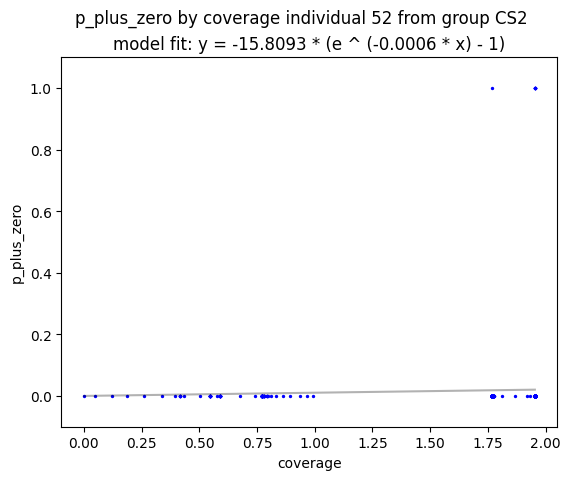 p_plus_zero by coverage individual 52 from group CS2
model fit: y = -15.8093 * (e ^ (-0.0006 * x) - 1)
p_plus_zero
1.0
0.8
0.6
0.4
0.2
0.0
0.00 0.25 0.50 0.75 1.00 1.25 1.50 1.75 2.00
coverage